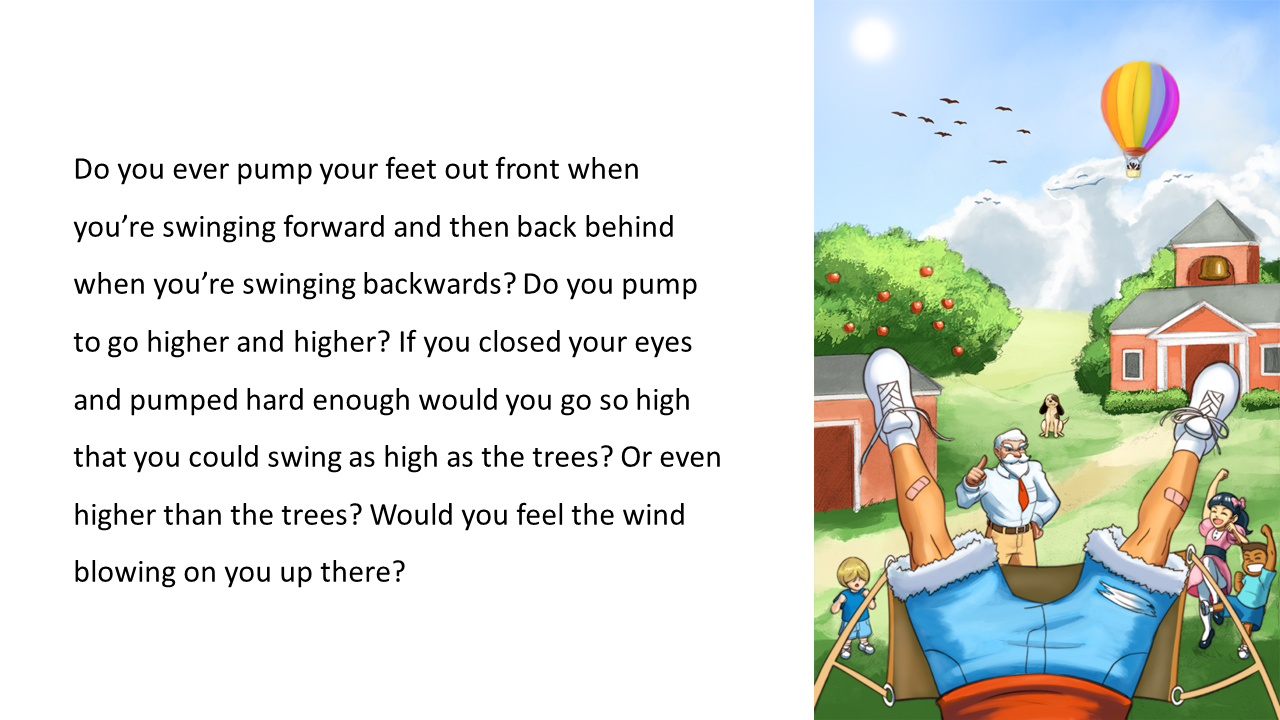 Do you ever pump your feet out front when
you’re swinging forward and then back behind
when you’re swinging backwards? Do you pump
to go higher and higher? If you closed your eyes
and pumped hard enough would you go so high
that you could swing as high as the trees? Or even
higher than the trees? Would you feel the wind
blowing on you up there?